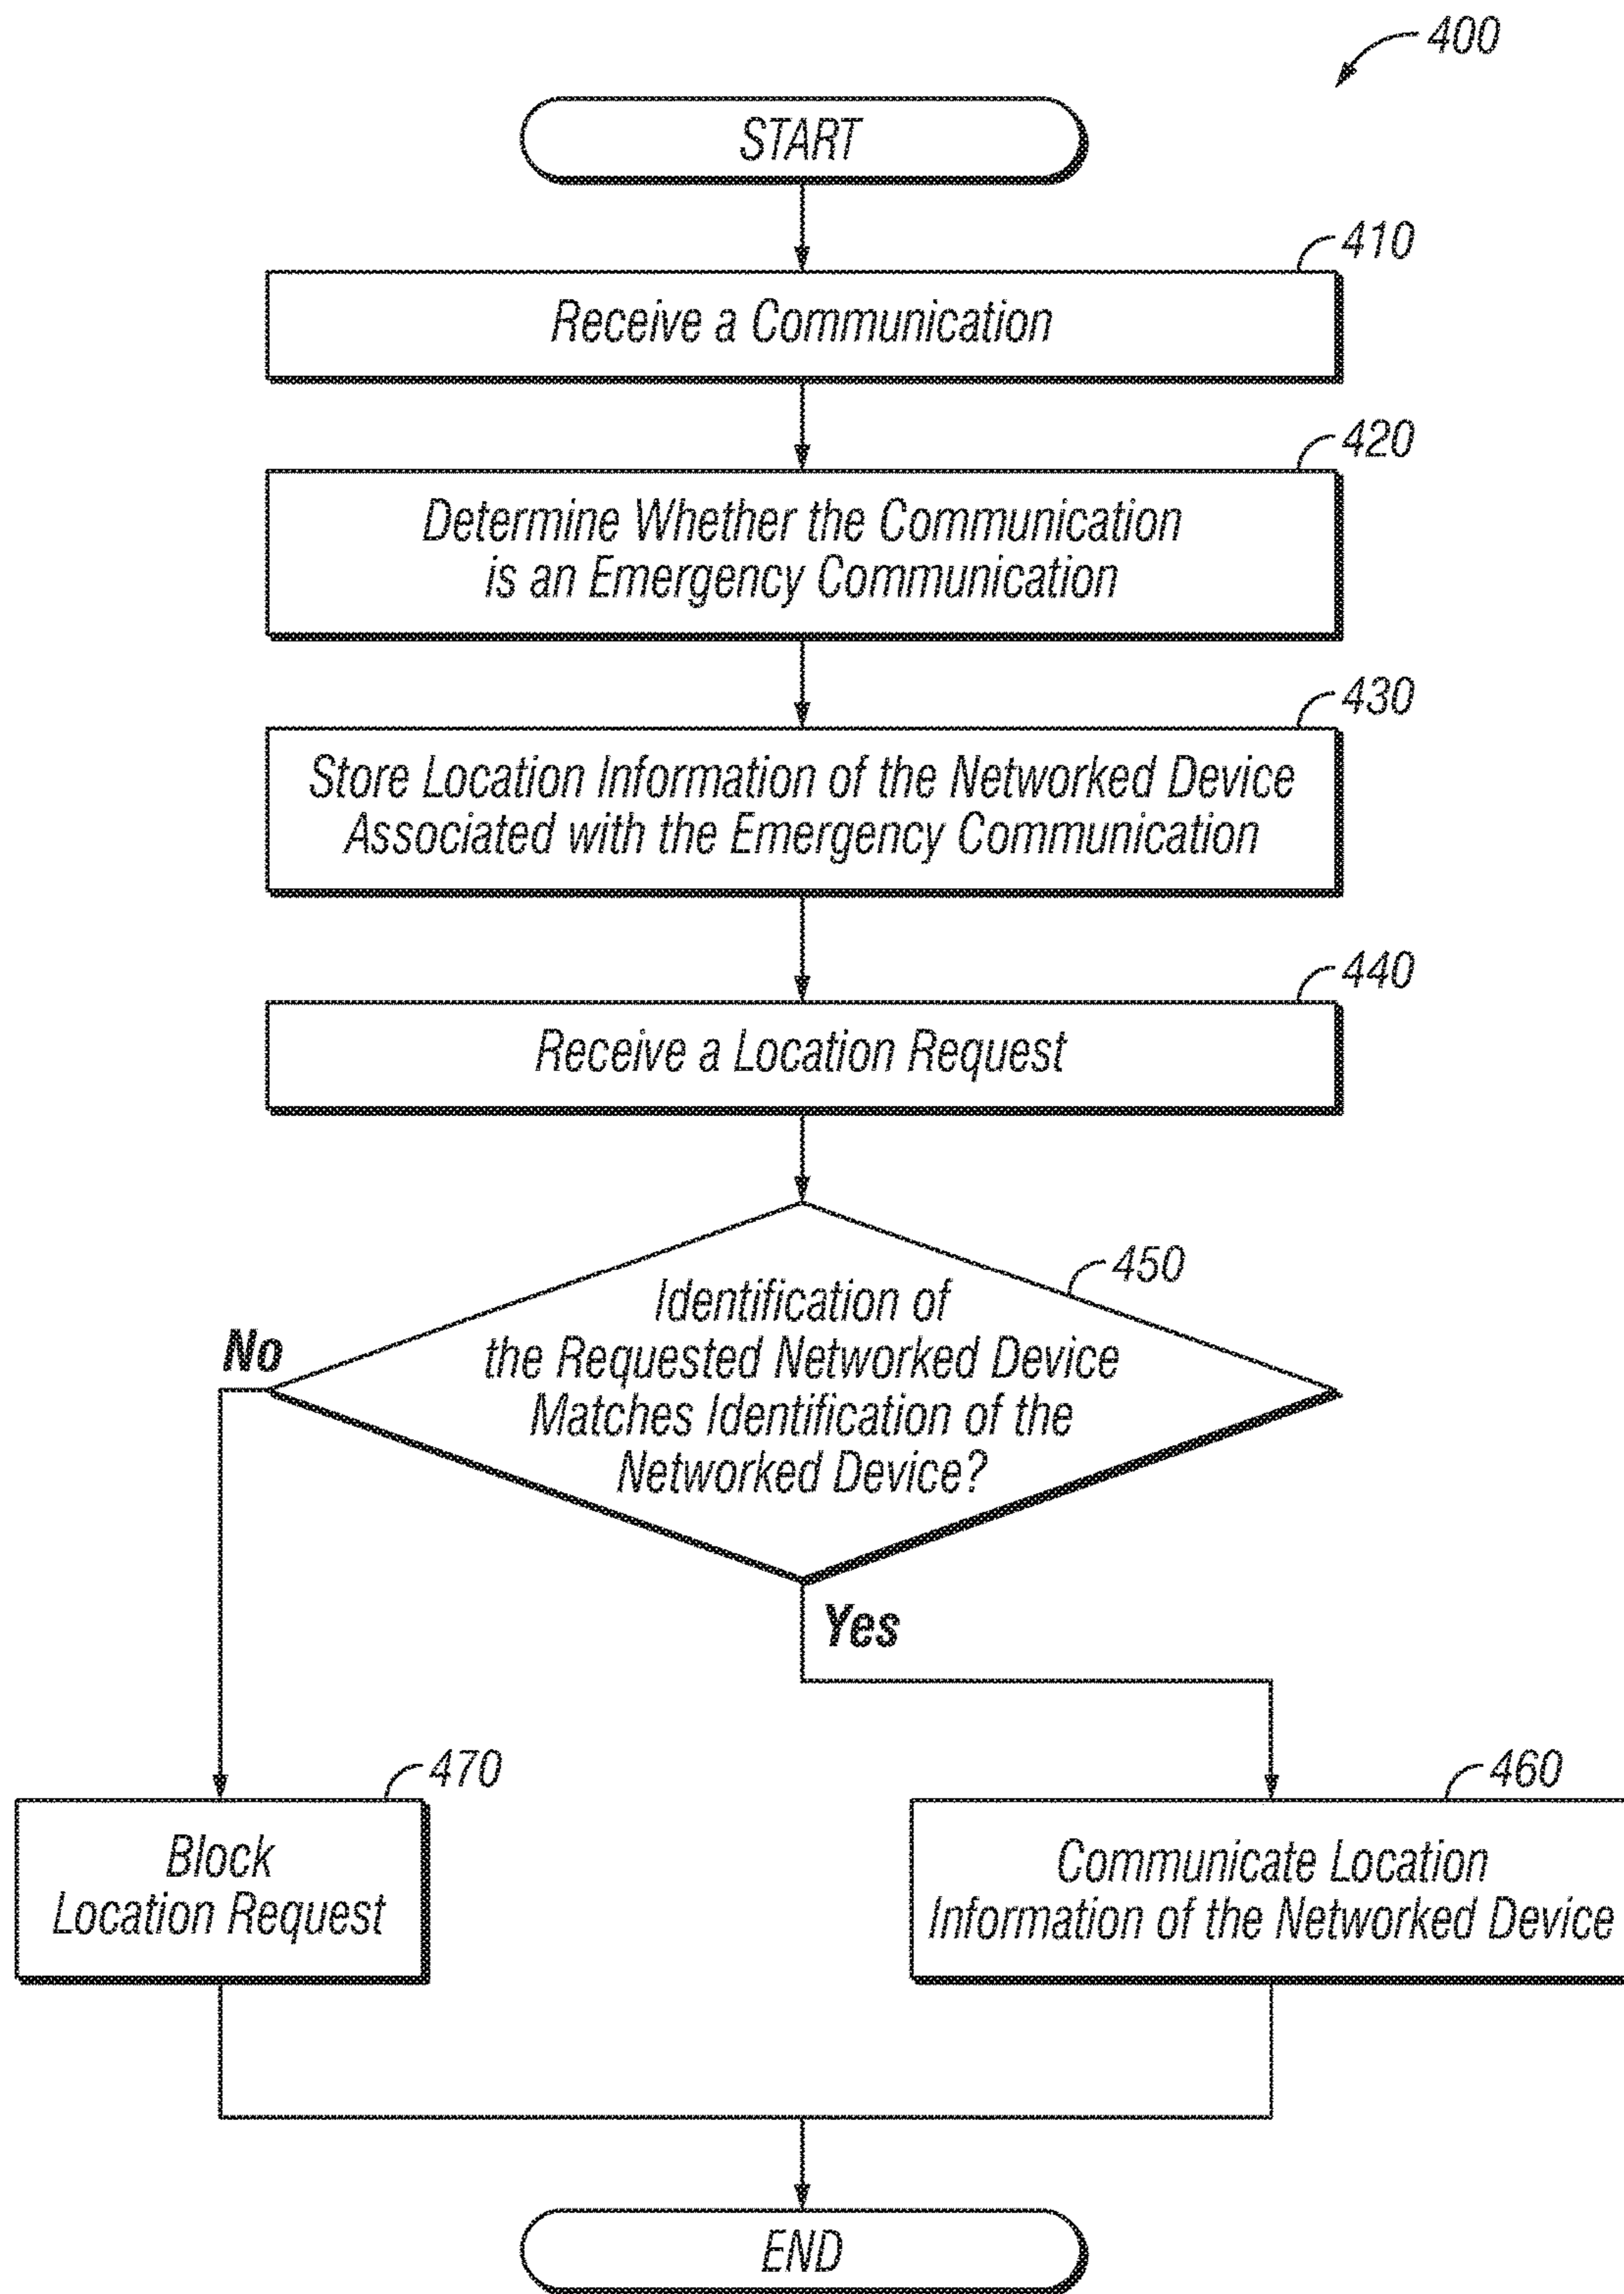 400
START
410
Receive a Communication
420
Determine Whether the Communication
is an Emergency Communication
430
Store Location Information of the Networked Device
Associated with the Emergency Communication
440
Receive a Location Request
450
Identification of
the Requested Networked Device
Matches Identification of the
Networked Device?
No
Yes
470
Block
Location Request
460
Communicate Location
Information of the Networked Device
END